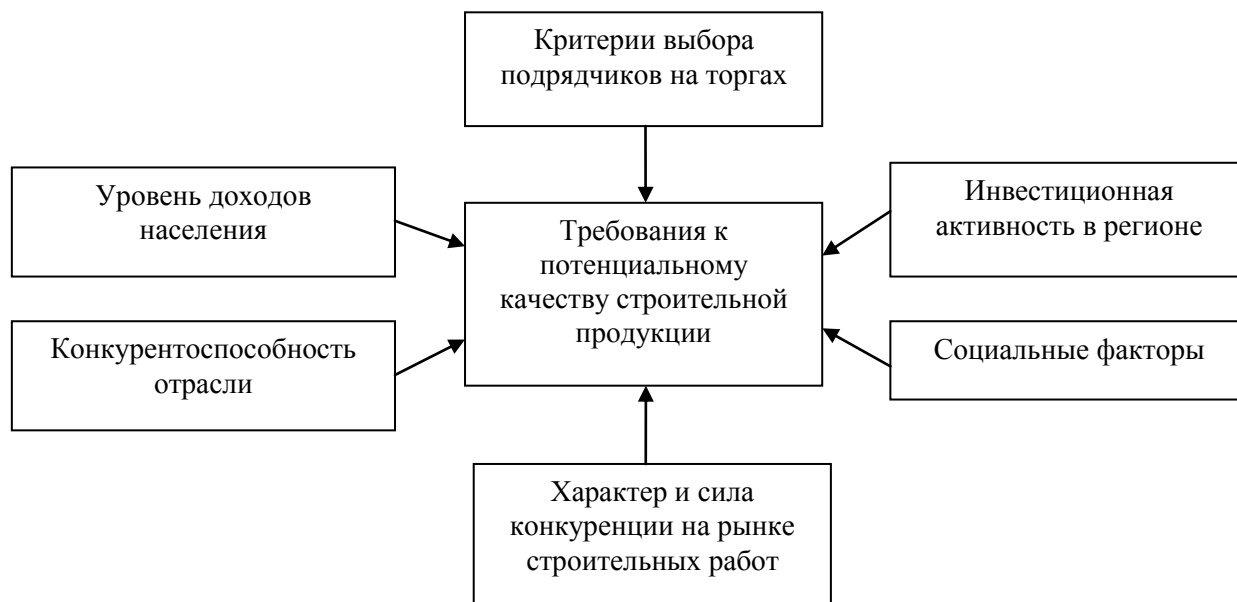 Критерии выбора
подрядчиков на торгах
Уровень доходов
населения
Инвестиционная
активность в регионе
Требования к
потенциальному
качеству строительной
продукции
Конкурентоспособность
отрасли
Социальные факторы
Характер и сила
конкуренции на рынке
строительных работ